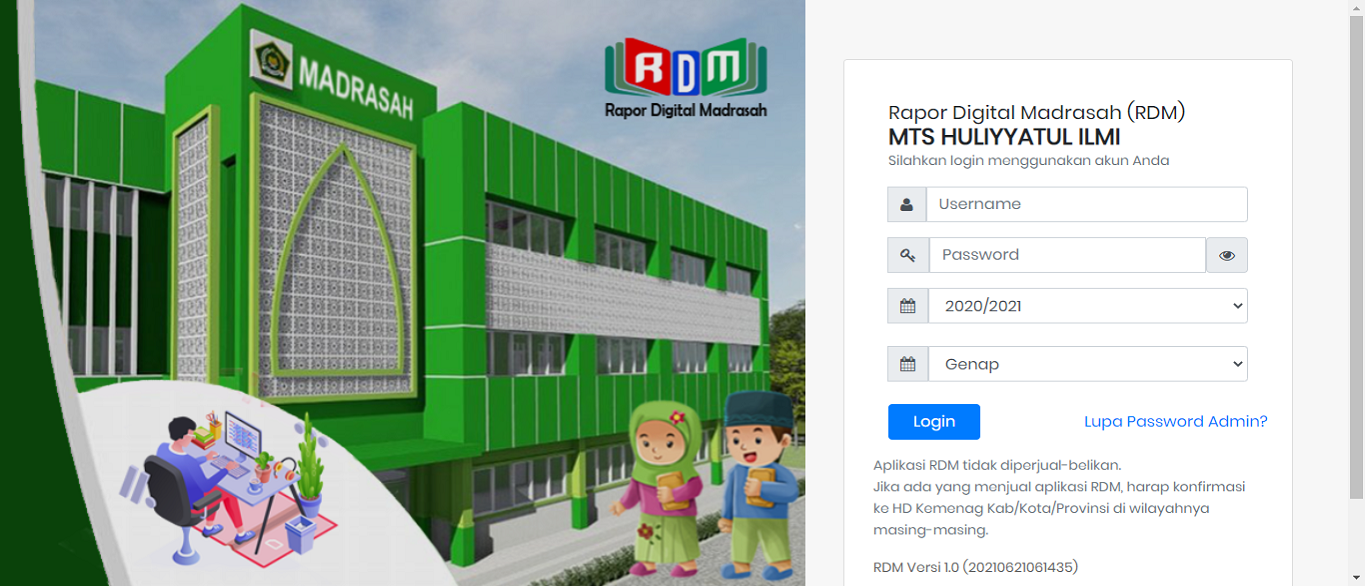 MADRASAH
RDM
Rapor Digital Madrasah
Rapor Digital Madrasah (RDM)
MTS HULIYYATUL ILMI
Silahkan login menggunakan akun Anda
Username
Password
2020/2021
Genap
Login
Lupa Password Admin?
Aplikasi RDM tidak diperjual-belikan.
Jika ada yang menjual aplikasi RDM, harap konfirmasi
ke HD Kemenag Kab/Kota/Provinsi di wilayahnya
masing-masing.
RDM Versi 1.0 (20210621061435)